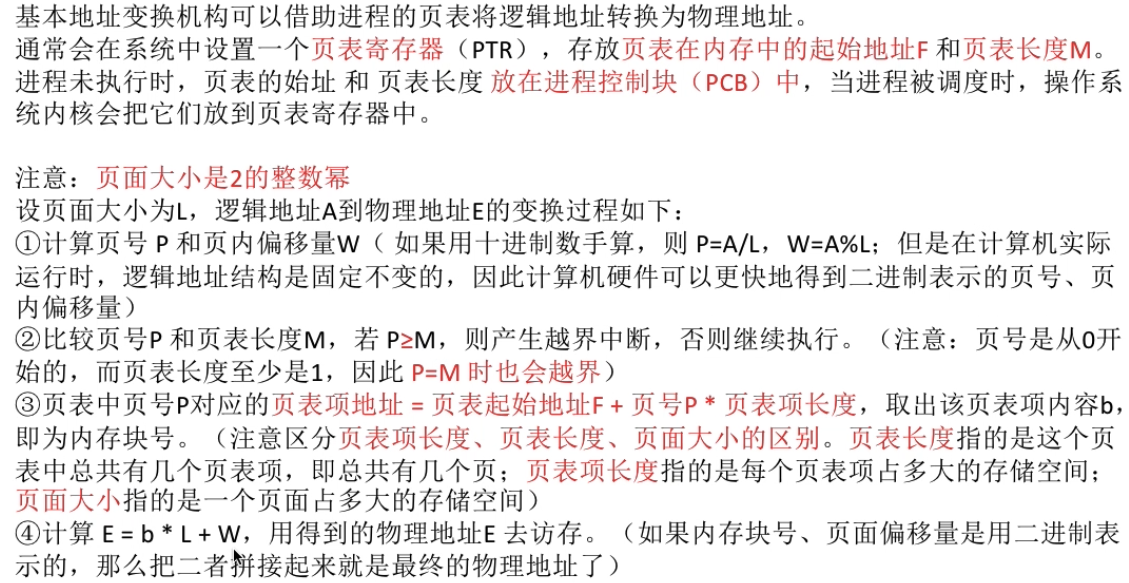 基本地址变换机构可以借助进程的页表将逻辑地址转换为物理地址。
通常会在系统中设置一个页表寄存器（PTR），存放页表在内存中的起始地址F 和页表长度M。
进程未执行时，页表的始址 和 页表长度 放在进程控制块（PCB）中，当进程被调度时，操作系
统内核会把它们放到页表寄存器中。
注意：页面大小是2的整数幂
设页面大小为L，逻辑地址A到物理地址E的变换过程如下：
①计算页号 P 和页内偏移量W（ 如果用十进制数手算，则 P=A/L，W=A%L；但是在计算机实际
运行时，逻辑地址结构是固定不变的，因此计算机硬件可以更快地得到二进制表示的页号、页
内偏移量）
②比较页号P 和页表长度M，若 P≥M，则产生越界中断，否则继续执行。（注意：页号是从0开
始的，而页表长度至少是1，因此 P=M 时也会越界）
③页表中页号P对应的页表项地址 = 页表起始地址F + 页号P * 页表项长度，取出该页表项内容b，
即为内存块号。（注意区分页表项长度、页表长度、页面大小的区别。页表长度指的是这个页
表中总共有几个页表项，即总共有几个页；页表项长度指的是每个页表项占多大的存储空间；
页面大小指的是一个页面占多大的存储空间）
④计算 E = b * L + W，用得到的物理地址E 去访存。（如果内存块号、页面偏移量是用二进制表
示的，那么把二者拼接起来就是最终的物理地址了）